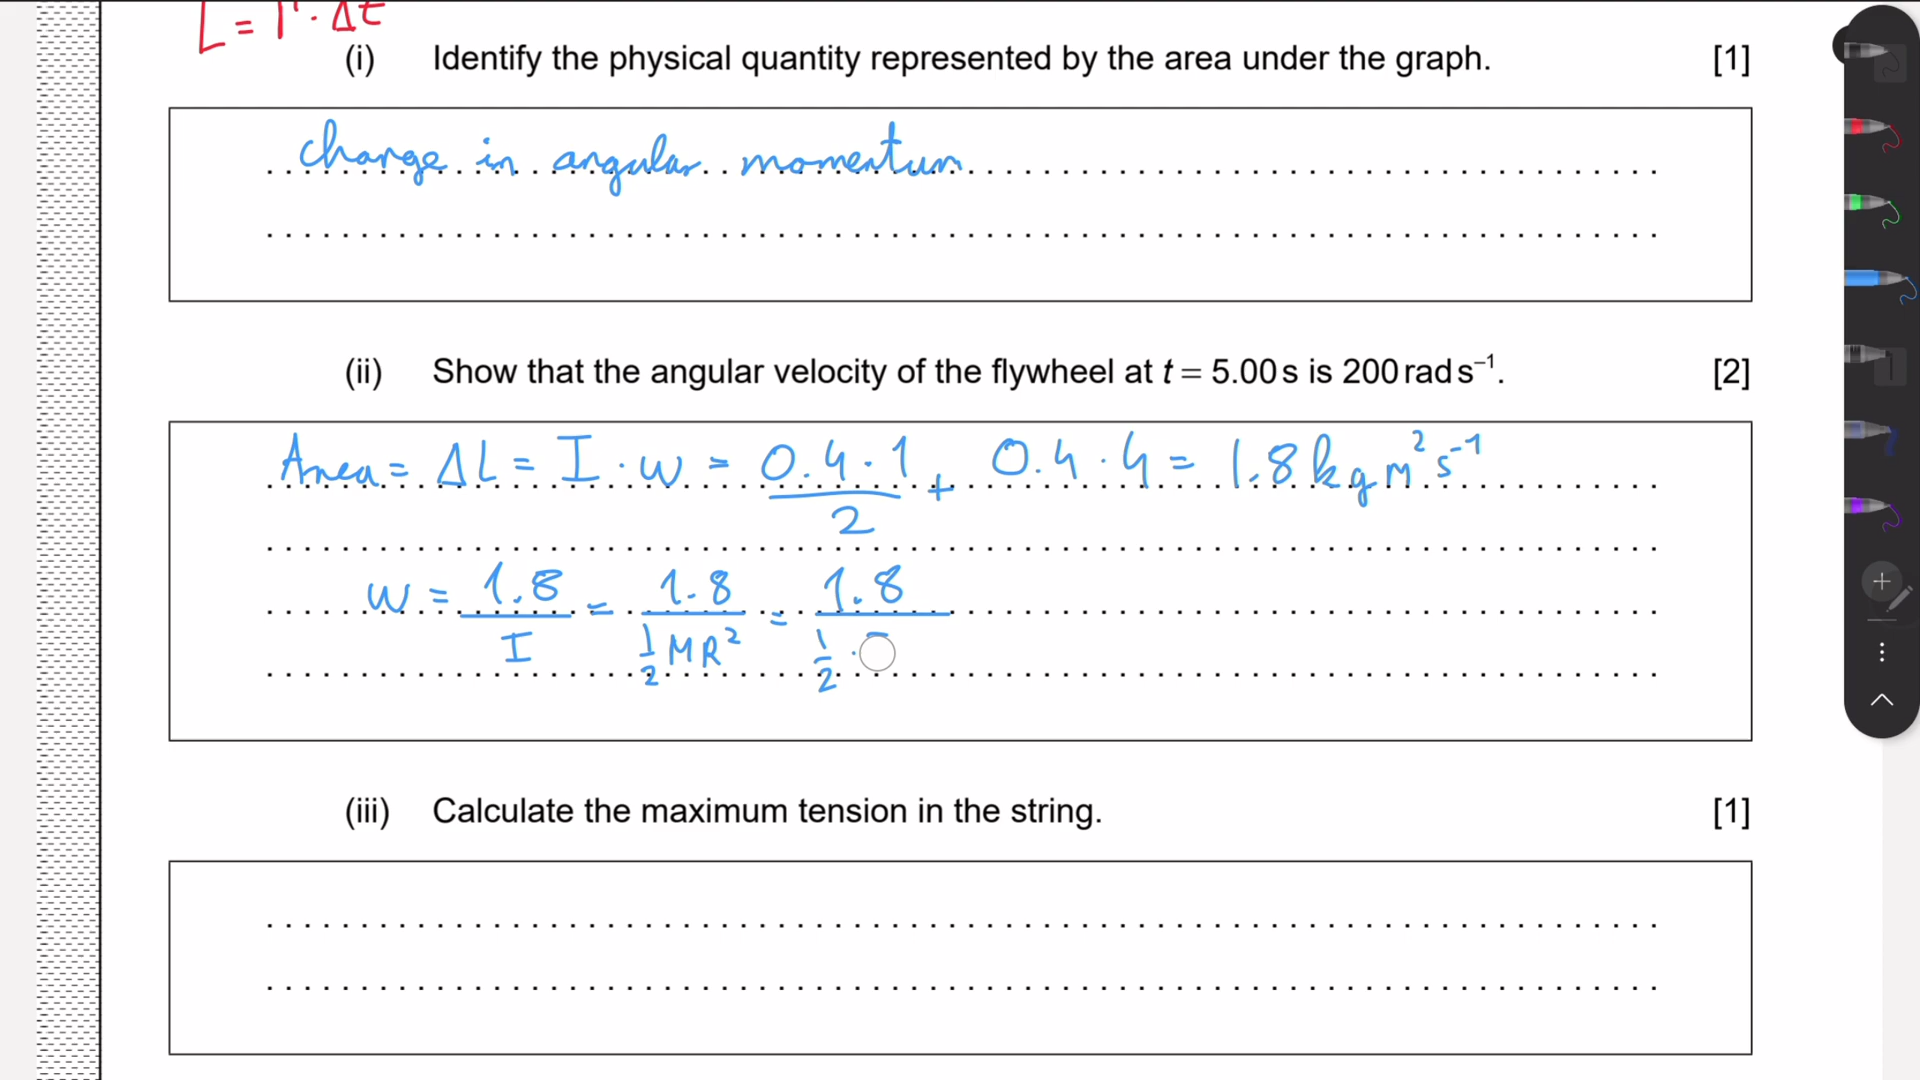 L = Γ · Δt
(i) Identify the physical quantity represented by the area under the graph. [1]
change in angular momentum
(ii) Show that the angular velocity of the flywheel at t = 5.00 s is 200 rad s⁻¹. [2]
Area = ΔL = I · w = 0.4 · 1 / 2 + 0.4 · 4 = 1.8 kg m² s⁻¹
w = 1.8 / I = 1.8 / ½ MR² = 1.8 / ½ ·
(iii) Calculate the maximum tension in the string. [1]